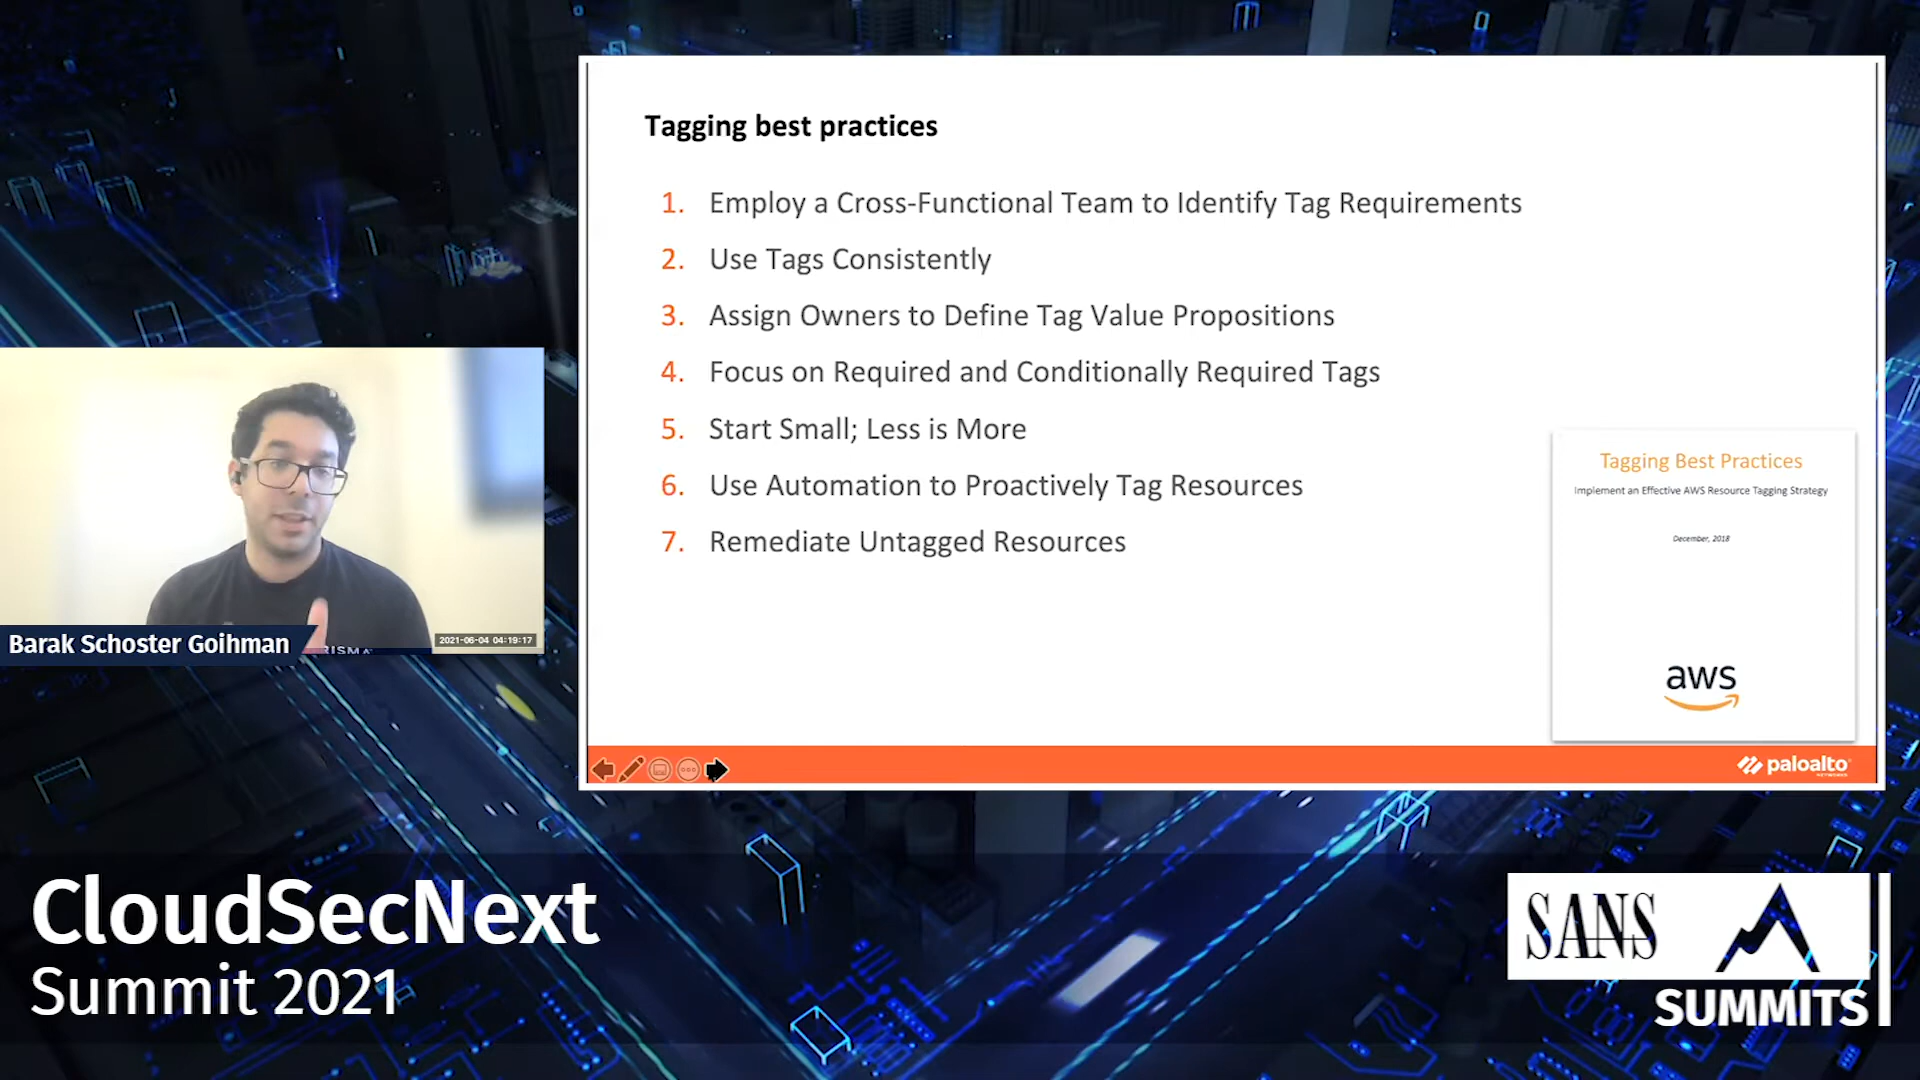 Tagging best practices
1. Employ a Cross-Functional Team to Identify Tag Requirements
2. Use Tags Consistently
3. Assign Owners to Define Tag Value Propositions
4. Focus on Required and Conditionally Required Tags
5. Start Small; Less is More
6. Use Automation to Proactively Tag Resources
7. Remediate Untagged Resources
Tagging Best Practices
Implement an Effective AWS Resource Tagging Strategy
December, 2018
aws
paloalto
NETWORKS
Barak Schoster Goihman
2021-06-04 04:19:17
RISMA
CloudSecNext
Summit 2021
SANS
SUMMITS